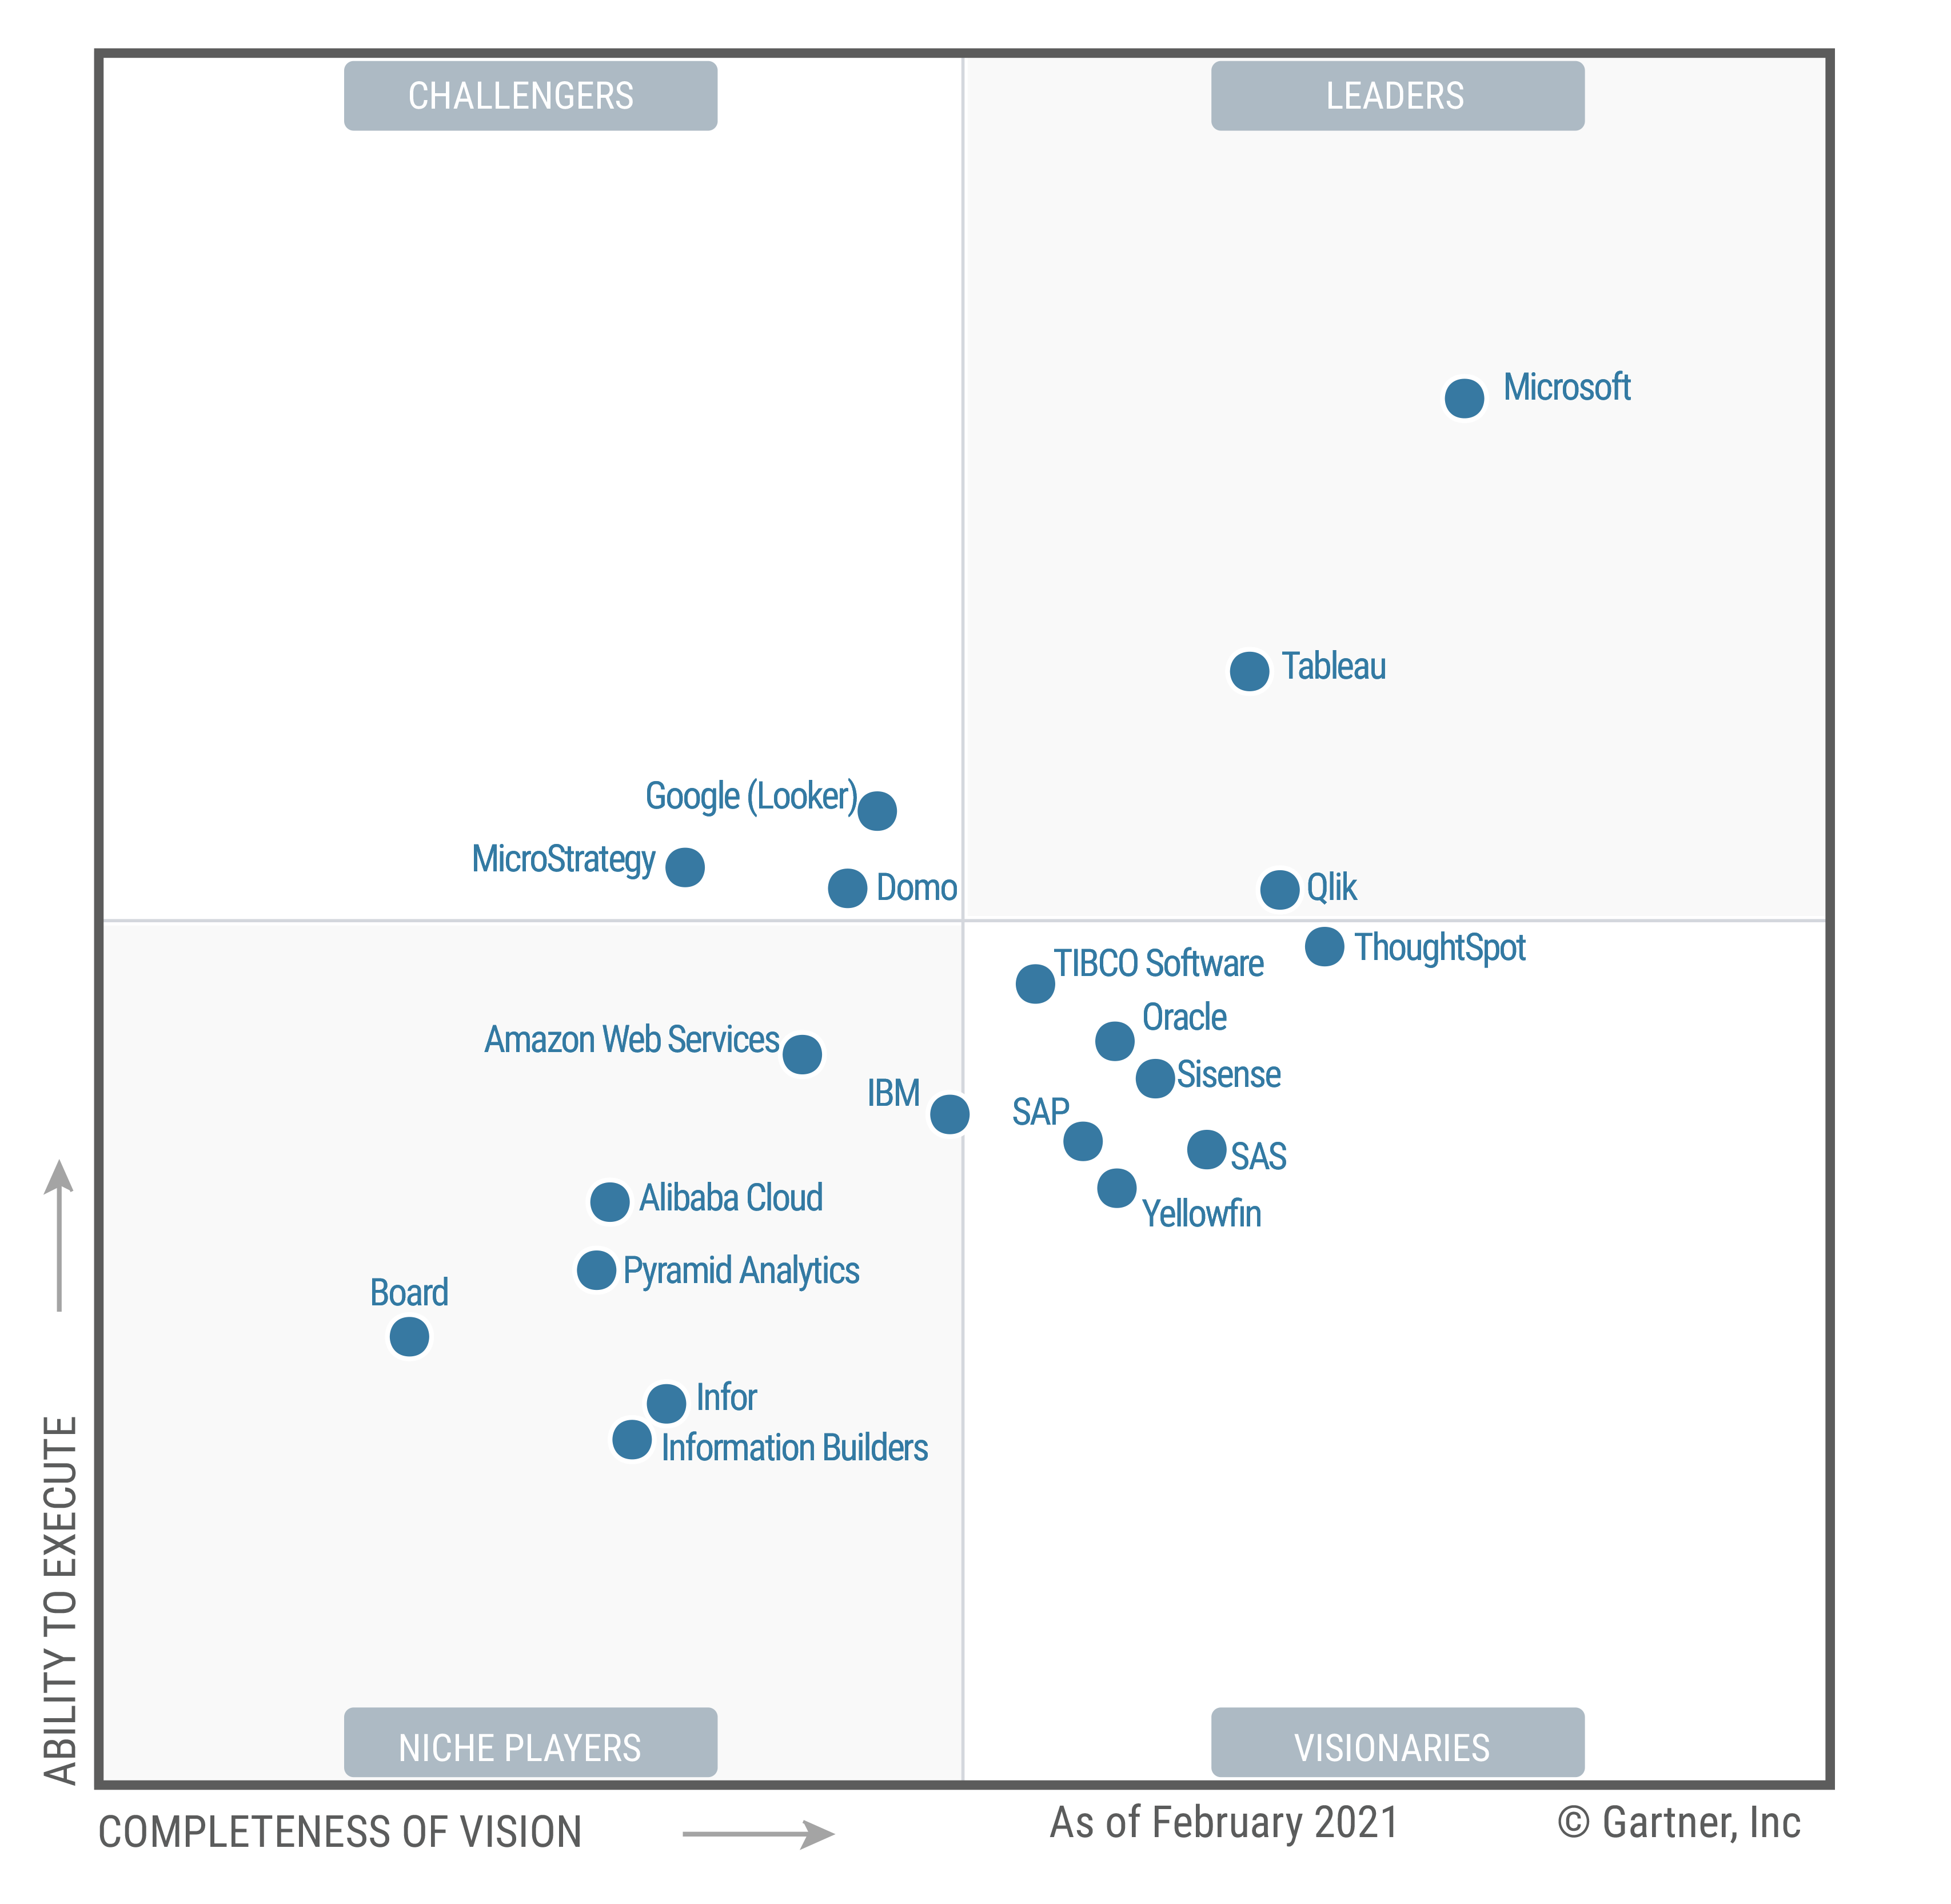 CHALLENGERS
LEADERS
Microsoft
Tableau
Google (Looker)
MicroStrategy
Domo
Qlik
ThoughtSpot
TIBCO Software
Oracle
Amazon Web Services
Sisense
IBM
SAP
SAS
Alibaba Cloud
Yellowfin
Pyramid Analytics
Board
Infor
Information Builders
ABILITY TO EXECUTE
NICHE PLAYERS
VISIONARIES
COMPLETENESS OF VISION
As of February 2021
© Gartner, Inc